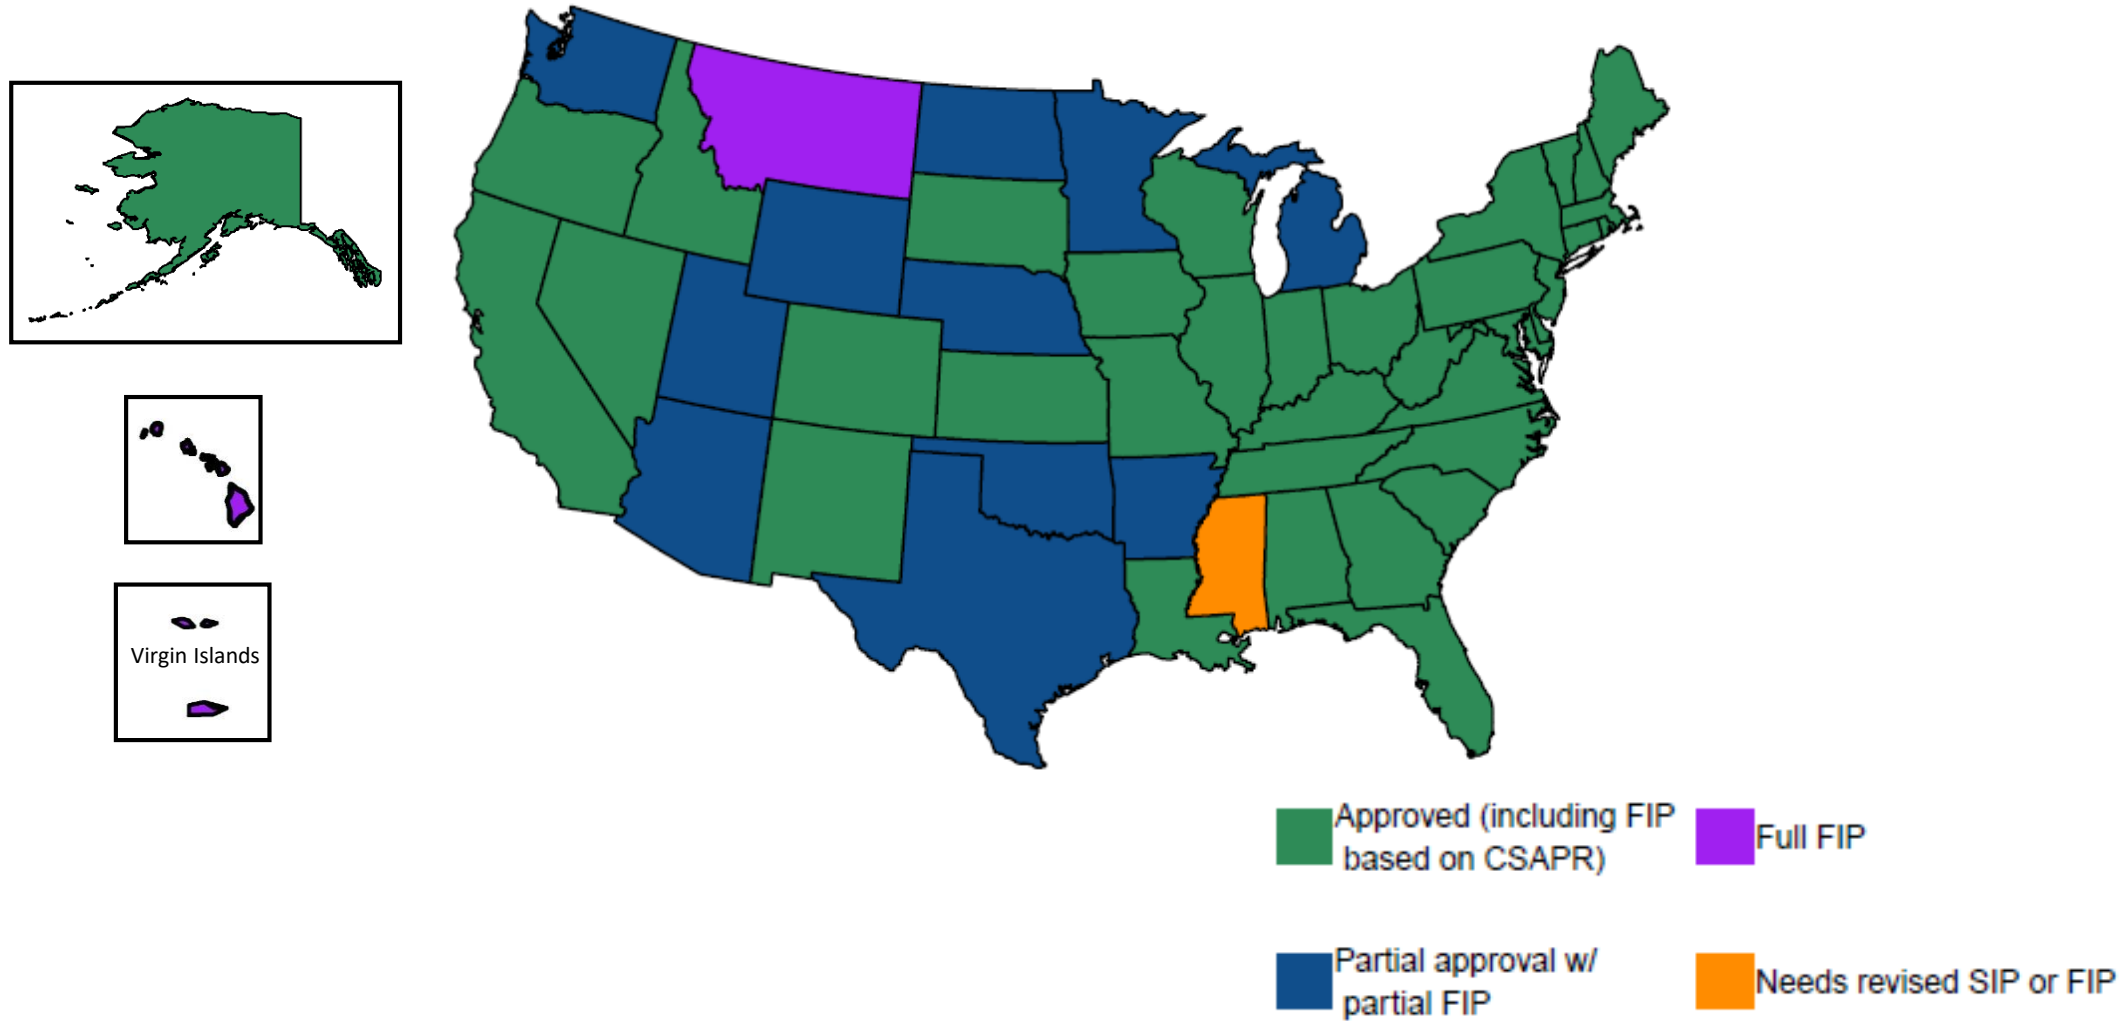 Virgin Islands
Approved (including FIP
based on CSAPR)
Full FIP
Partial approval w/
partial FIP
Needs revised SIP or FIP